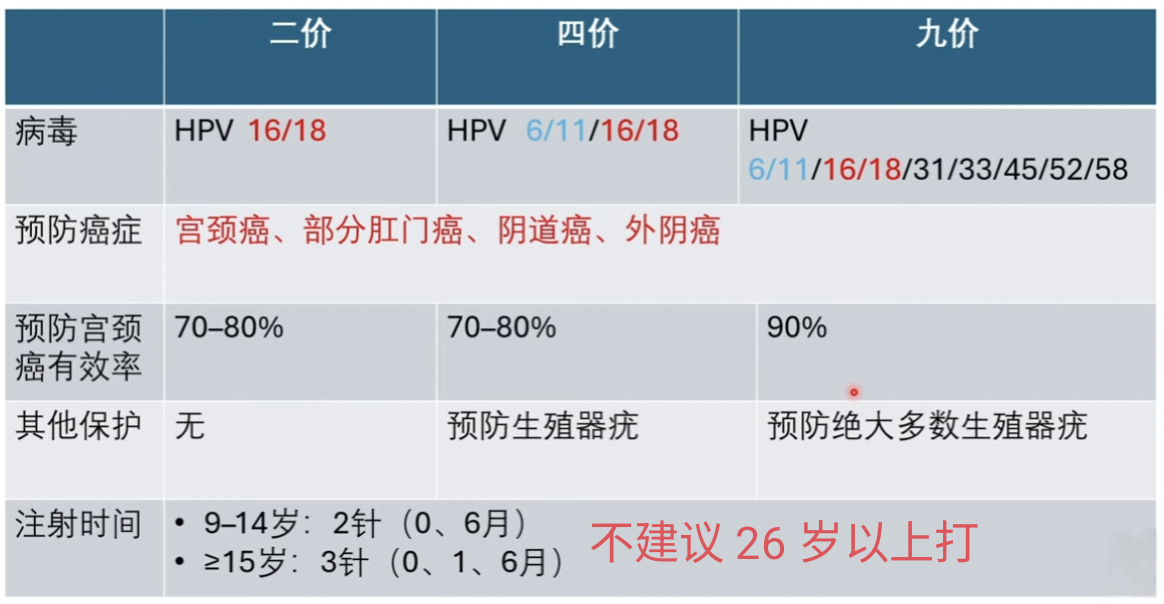 二价 四价 九价
病毒 HPV 16/18 HPV 6/11/16/18 HPV
6/11/16/18/31/33/45/52/58
预防癌症 宫颈癌、部分肛门癌、阴道癌、外阴癌
预防宫颈 70–80% 70–80% 90%
癌有效率
其他保护 无 预防生殖器疣 预防绝大多数生殖器疣
注射时间 • 9–14岁：2针（0、6月）
• ≥15岁：3针（0、1、6月）
不建议 26 岁以上打